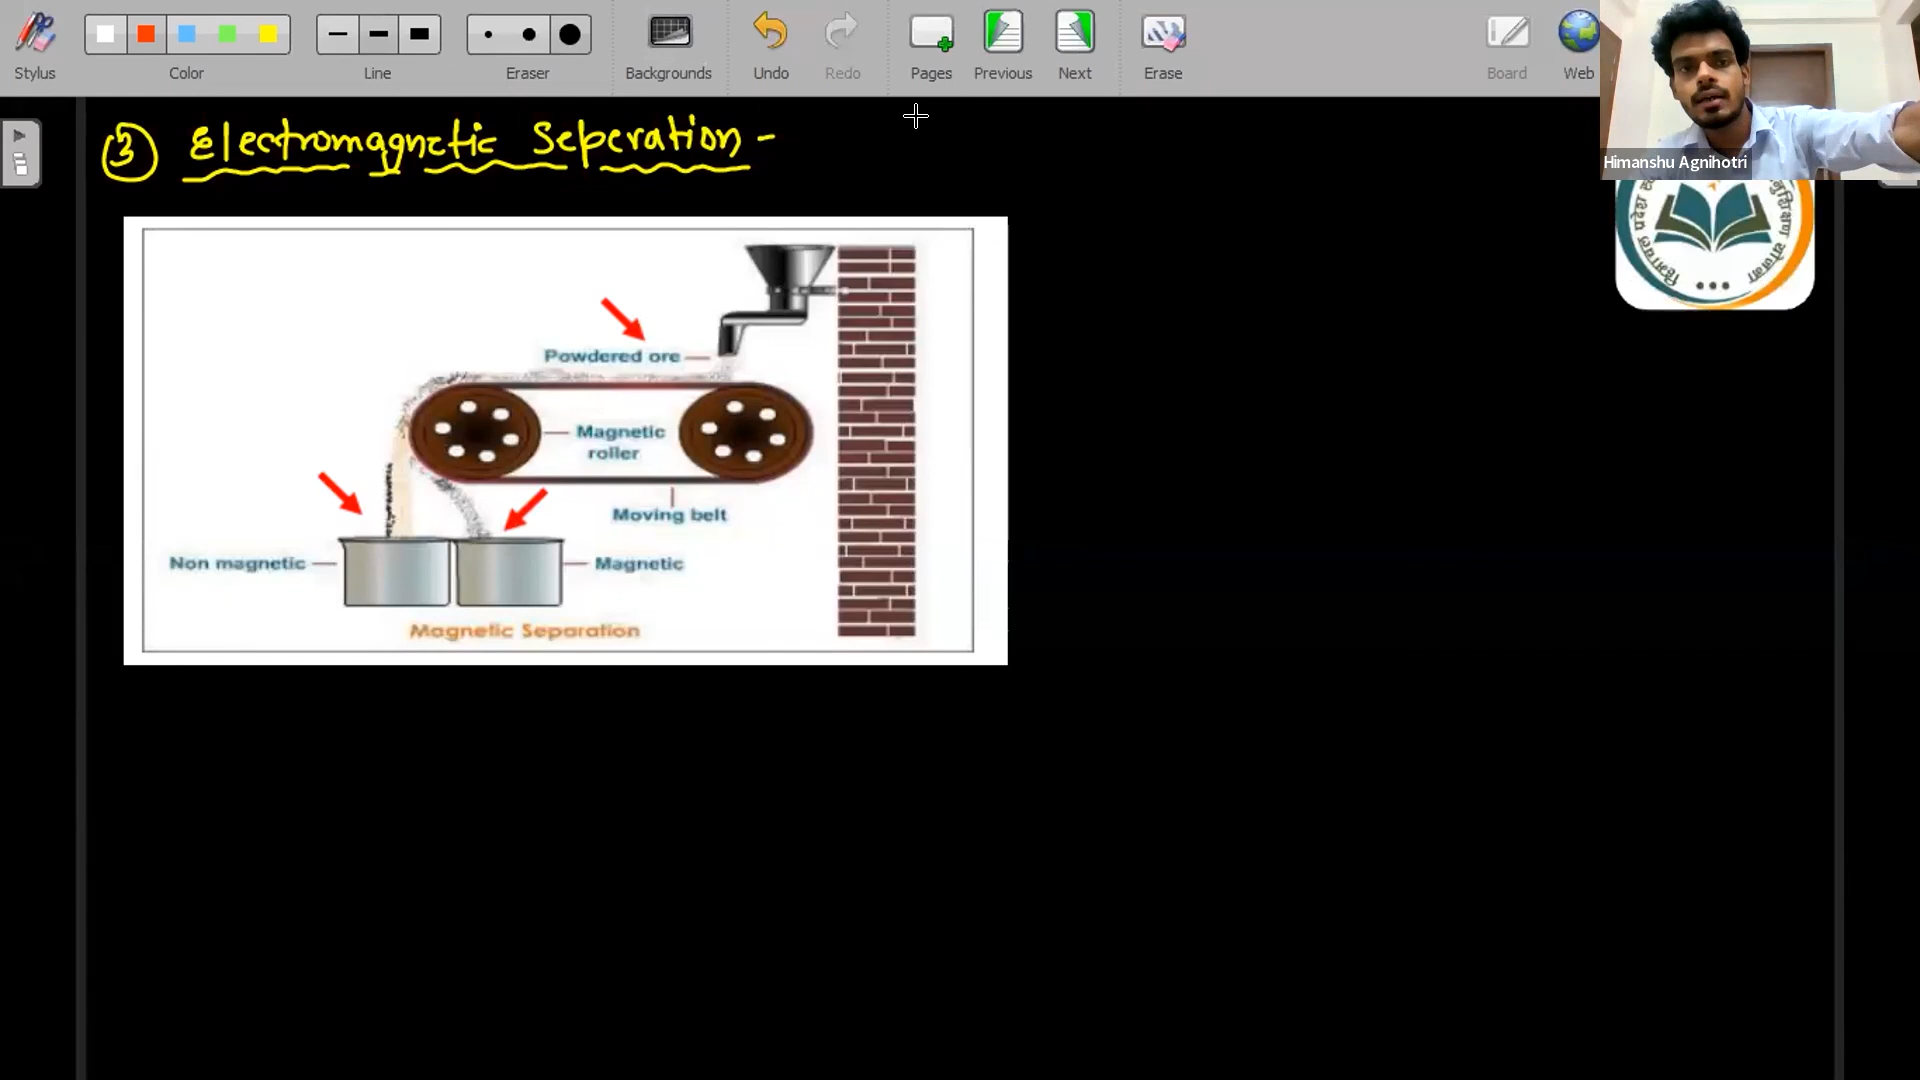 Stylus
Color
Line
Eraser
Backgrounds
Undo
Redo
Pages
Previous
Next
Erase
Board
Web
Himanshu Agnihotri
③ Electromagnetic Seperation -
Powdered ore
Magnetic
roller
Moving belt
Non magnetic
Magnetic
Magnetic Separation